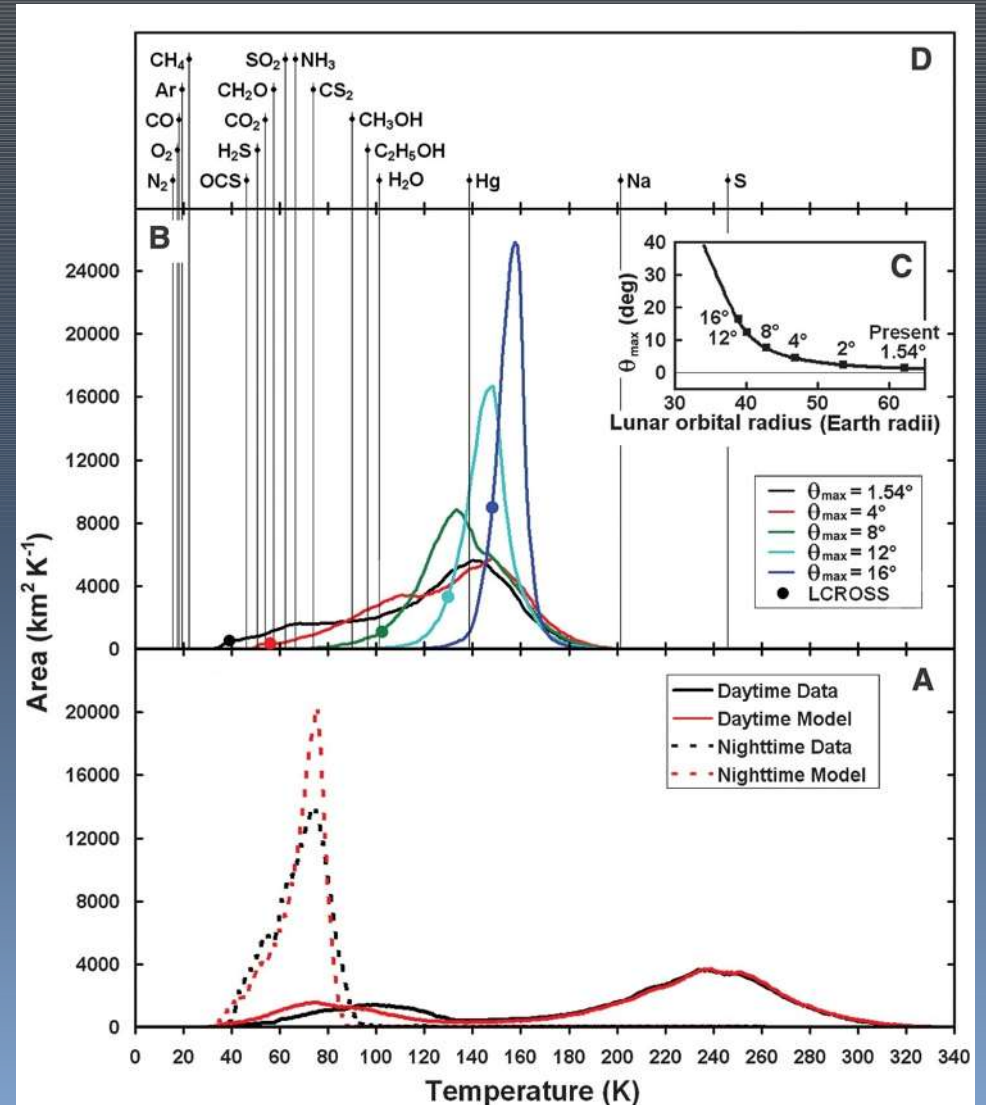 D
CH₄ SO₂ NH₃
Ar CH₂O CS₂
CO CO₂ CH₃OH
O₂ H₂S C₂H₅OH
N₂ OCS H₂O Hg Na S
B
24000
20000
16000
12000
8000
4000
0
C
40
30
20
10
0
θmax (deg)
16°
12°
8°
4°
2°
Present
1.54°
30 40 50 60
Lunar orbital radius (Earth radii)
θmax = 1.54°
θmax = 4°
θmax = 8°
θmax = 12°
θmax = 16°
LCROSS
Area (km² K⁻¹)
A
Daytime Data
Daytime Model
Nighttime Data
Nighttime Model
20000
16000
12000
8000
4000
0
0 20 40 60 80 100 120 140 160 180 200 220 240 260 280 300 320 340
Temperature (K)